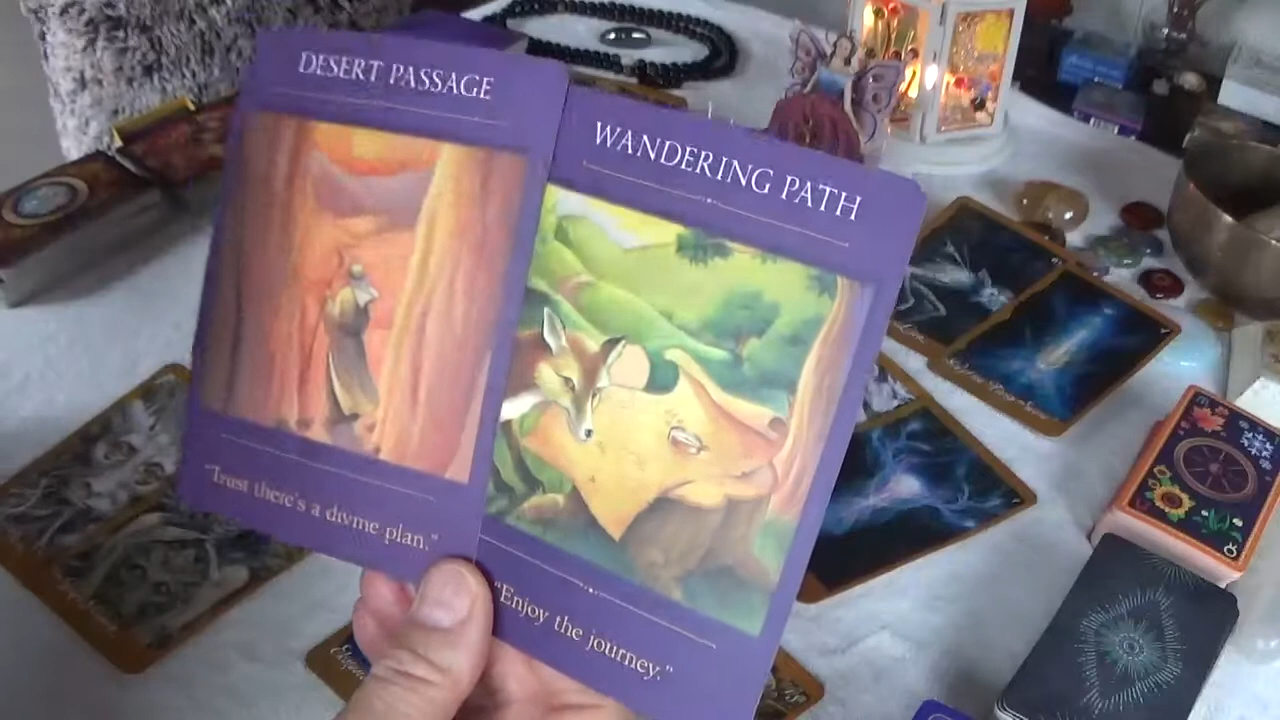 DESERT PASSAGE
"Trust there's a divine plan."
WANDERING PATH
"Enjoy the journey."